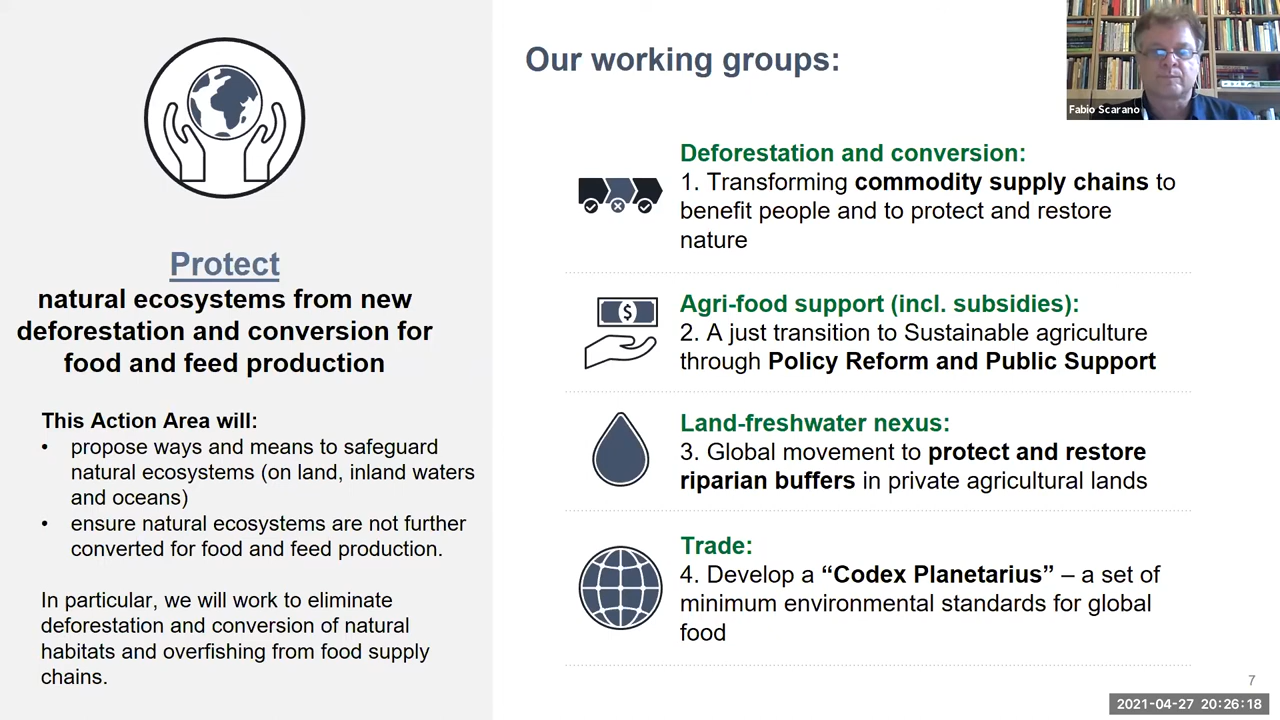 Protect
natural ecosystems from new
deforestation and conversion for
food and feed production
This Action Area will:
• propose ways and means to safeguard
natural ecosystems (on land, inland waters
and oceans)
• ensure natural ecosystems are not further
converted for food and feed production.
In particular, we will work to eliminate
deforestation and conversion of natural
habitats and overfishing from food supply
chains.
Our working groups:
Deforestation and conversion:
1. Transforming commodity supply chains to
benefit people and to protect and restore
nature
$
Agri-food support (incl. subsidies):
2. A just transition to Sustainable agriculture
through Policy Reform and Public Support
Land-freshwater nexus:
3. Global movement to protect and restore
riparian buffers in private agricultural lands
Trade:
4. Develop a “Codex Planetarius” – a set of
minimum environmental standards for global
food
Fabio Scarano
7
2021-04-27 20:26:18